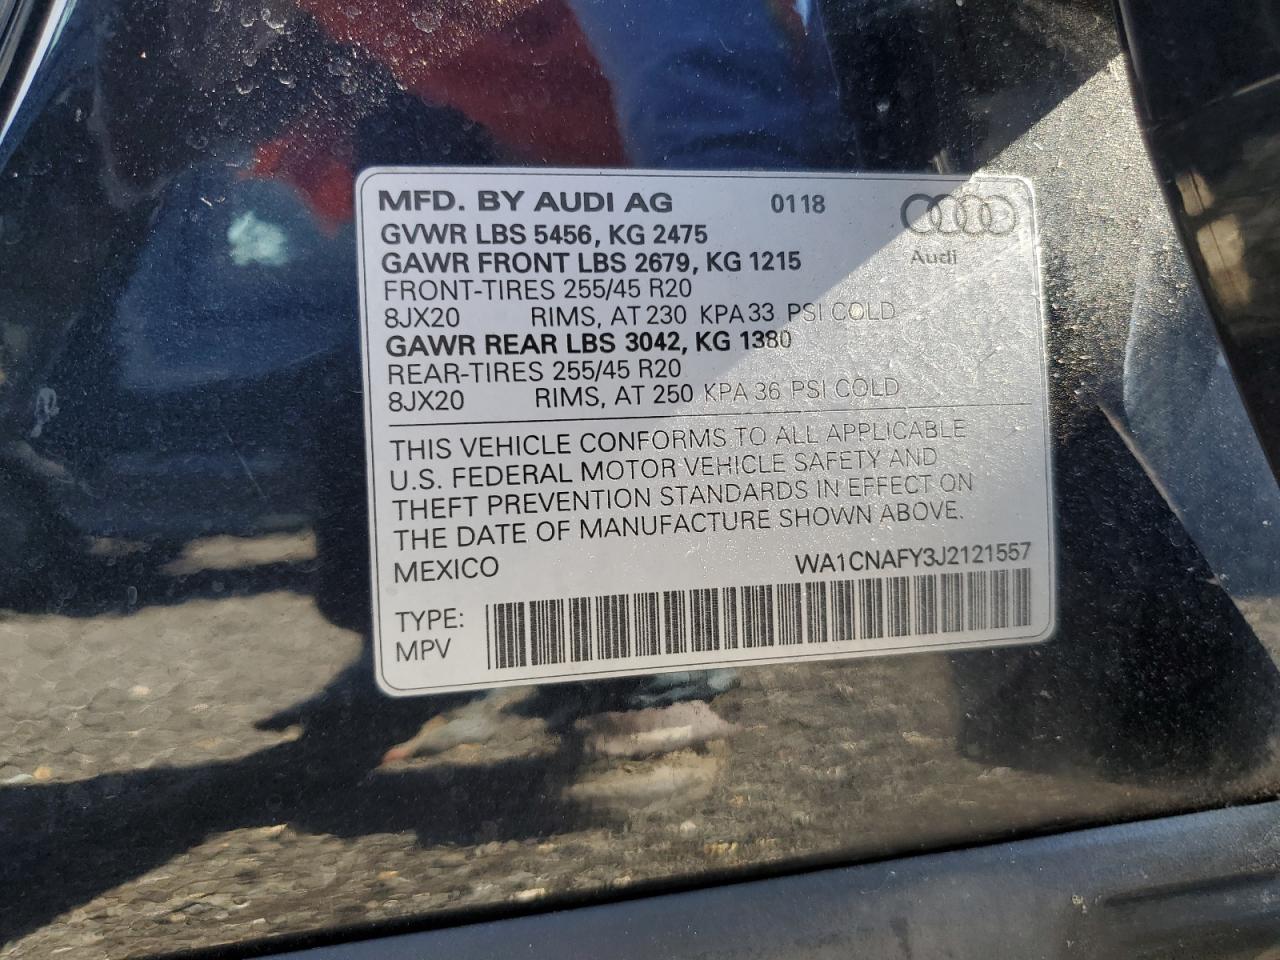 MFD. BY AUDI AG 0118
GVWR LBS 5456, KG 2475
GAWR FRONT LBS 2679, KG 1215 Audi
FRONT-TIRES 255/45 R20
8JX20 RIMS, AT 230 KPA 33 PSI COLD
GAWR REAR LBS 3042, KG 1380
REAR-TIRES 255/45 R20
8JX20 RIMS, AT 250 KPA 36 PSI COLD
THIS VEHICLE CONFORMS TO ALL APPLICABLE
U.S. FEDERAL MOTOR VEHICLE SAFETY AND
THEFT PREVENTION STANDARDS IN EFFECT ON
THE DATE OF MANUFACTURE SHOWN ABOVE.
MEXICO WA1CNAFY3J2121557
TYPE:
MPV